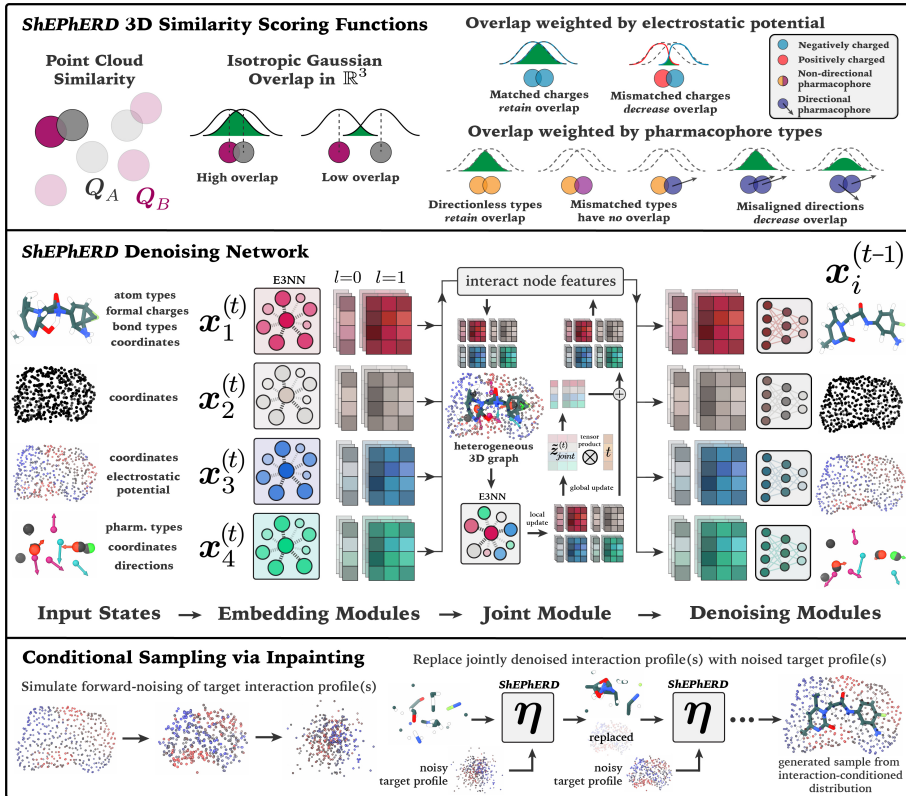 ShEPhERD 3D Similarity Scoring Functions
Point Cloud
Similarity
Q_A
Q_B
Isotropic Gaussian
Overlap in ℝ³
High overlap
Low overlap
Overlap weighted by electrostatic potential
Matched charges
retain overlap
Mismatched charges
decrease overlap
Negatively charged
Positively charged
Non-directional
pharmacophore
Directional
pharmacophore
Overlap weighted by pharmacophore types
Directionless types
retain overlap
Mismatched types
have no overlap
Misaligned directions
decrease overlap
ShEPhERD Denoising Network
atom types
formal charges
bond types
coordinates
x_1^(t)
E3NN
l=0
l=1
interact node features
x_i^(t-1)
coordinates
x_2^(t)
heterogeneous
3D graph
coordinates
electrostatic
potential
x_3^(t)
z̃_joint^(t)
tensor
product
⊗
t
+
global update
E3NN
local
update
pharm. types
coordinates
directions
x_4^(t)
Input States → Embedding Modules → Joint Module → Denoising Modules
Conditional Sampling via Inpainting
Simulate forward-noising of target interaction profile(s)
Replace jointly denoised interaction profile(s) with noised target profile(s)
ShEPhERD
η
noisy
target profile
replaced
ShEPhERD
η
noisy
target profile
generated sample from
interaction-conditioned
distribution